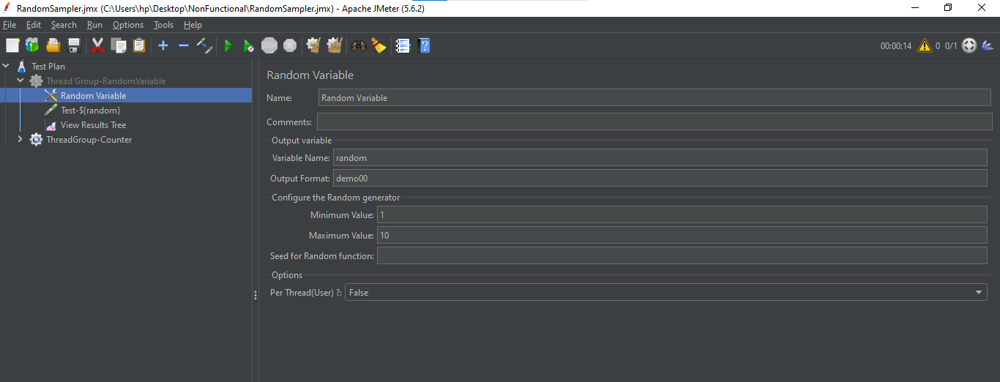 RandomSampler.jmx (C:\Users\hp\Desktop\NonFunctional\RandomSampler.jmx) - Apache JMeter (5.6.2)
File Edit Search Run Options Tools Help
STOP 00:00:14 0 0/1
Test Plan
Thread Group-RandomVariable
Random Variable
Test-${random}
View Results Tree
ThreadGroup-Counter
Random Variable
Name: Random Variable
Comments:
Output variable
Variable Name: random
Output Format: demo00
Configure the Random generator
Minimum Value: 1
Maximum Value: 10
Seed for Random function:
Options
Per Thread(User) ?: False